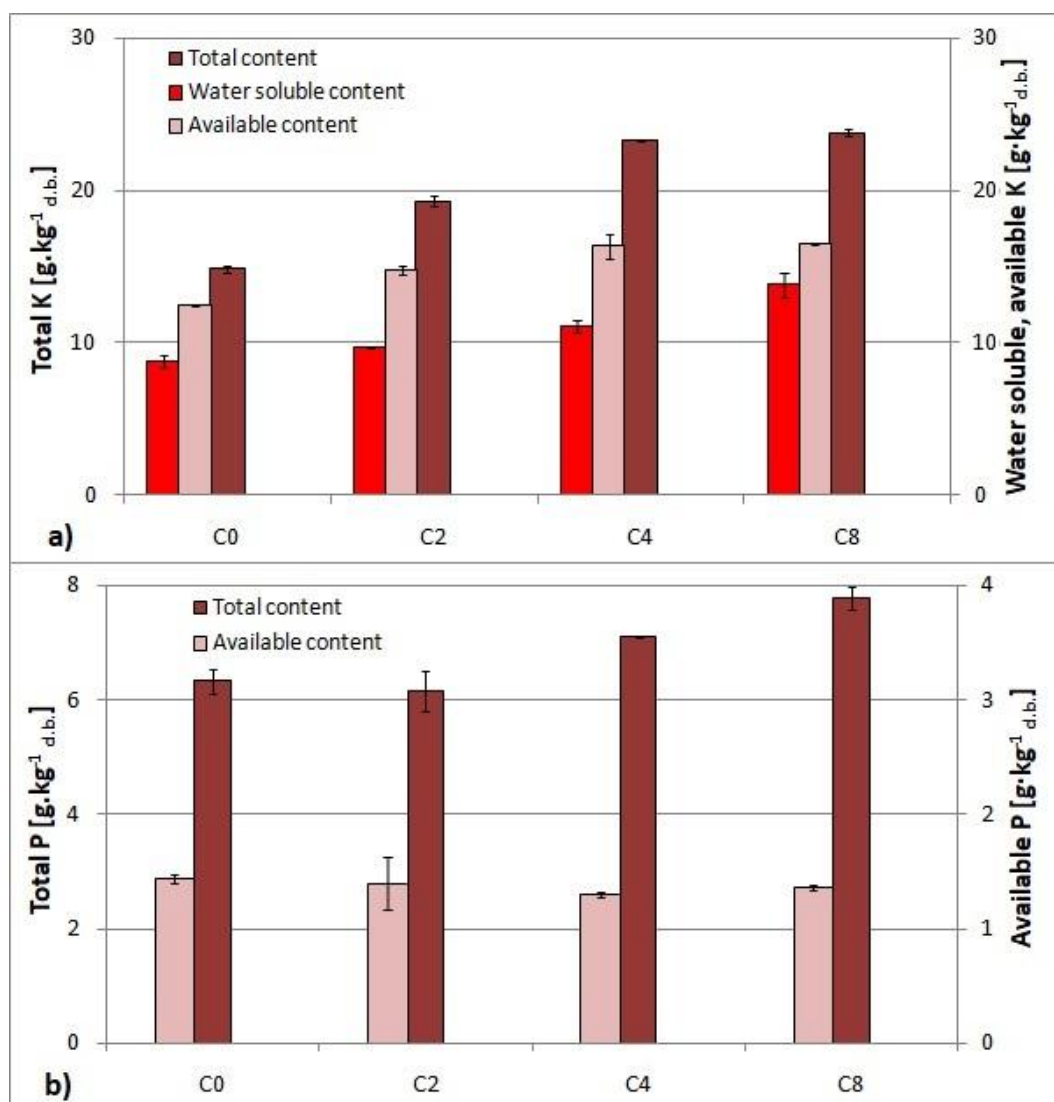 Total content
Water soluble content
Available content
30
20
10
0
Total K [g.kg⁻¹ d.b.]
30
20
10
0
Water soluble, available K [g·kg⁻¹d.b.]
C0 C2 C4 C8
a)
Total content
Available content
8
6
4
2
0
Total P [g.kg⁻¹ d.b.]
4
3
2
1
0
Available P [g·kg⁻¹ d.b.]
C0 C2 C4 C8
b)